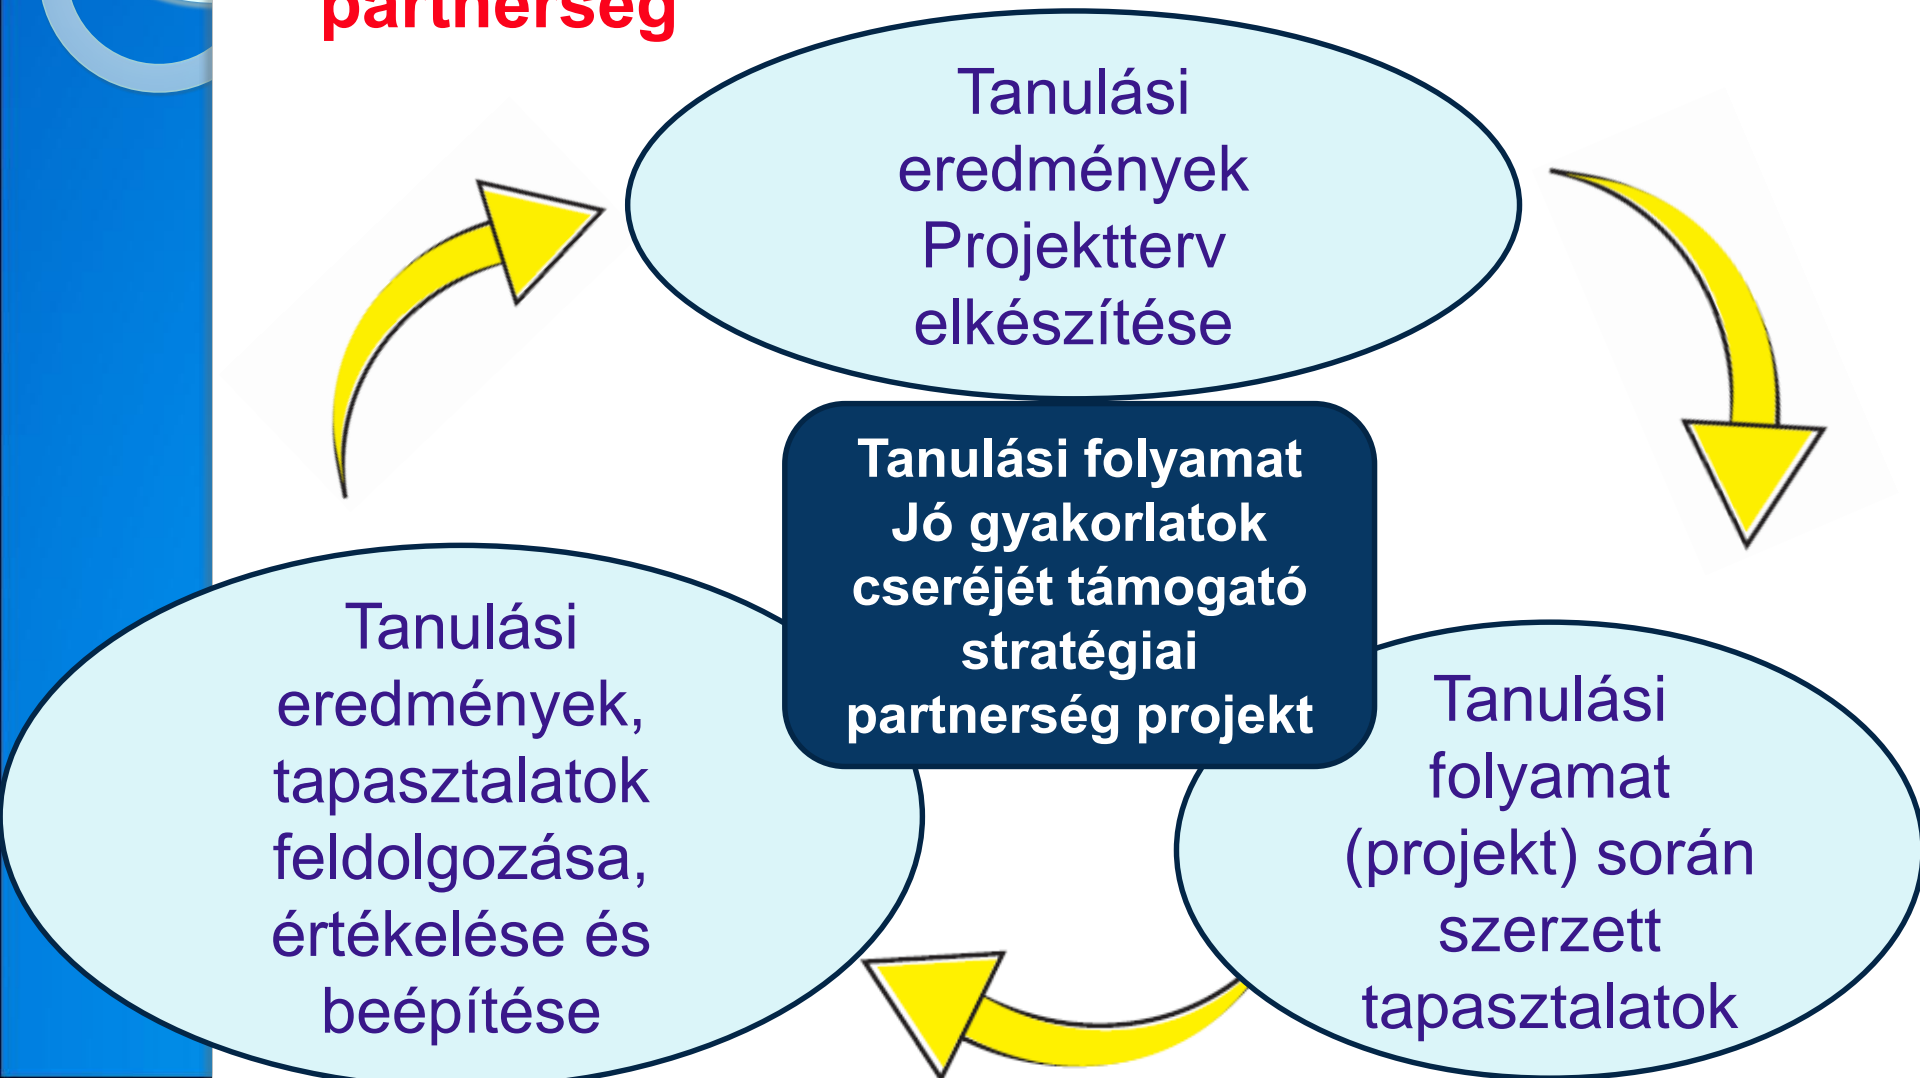 partnerség
Tanulási
eredmények
Projektterv
elkészítése
Tanulási folyamat
Jó gyakorlatok
cseréjét támogató
stratégiai
partnerség projekt
Tanulási
folyamat
(projekt) során
szerzett
tapasztalatok
Tanulási
eredmények,
tapasztalatok
feldolgozása,
értékelése és
beépítése